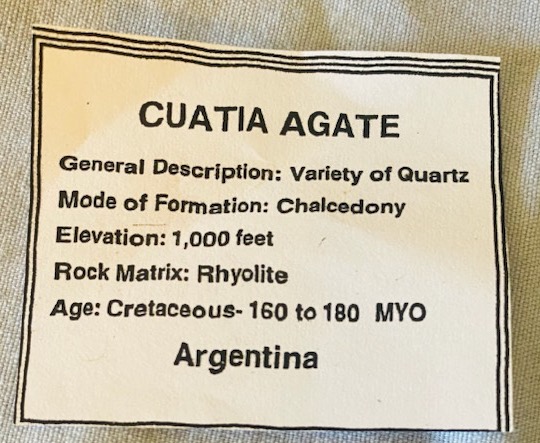 CUATIA AGATE
General Description: Variety of Quartz
Mode of Formation: Chalcedony
Elevation: 1,000 feet
Rock Matrix: Rhyolite
Age: Cretaceous- 160 to 180 MYO
Argentina